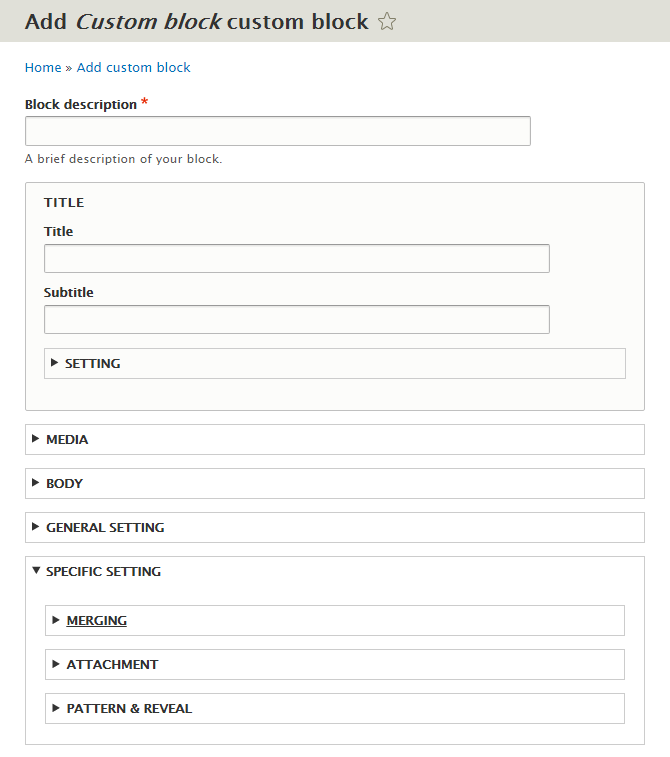 Add Custom block custom block
Home » Add custom block
Block description *
A brief description of your block.
TITLE
Title
Subtitle
SETTING
MEDIA
BODY
GENERAL SETTING
SPECIFIC SETTING
MERGING
ATTACHMENT
PATTERN & REVEAL